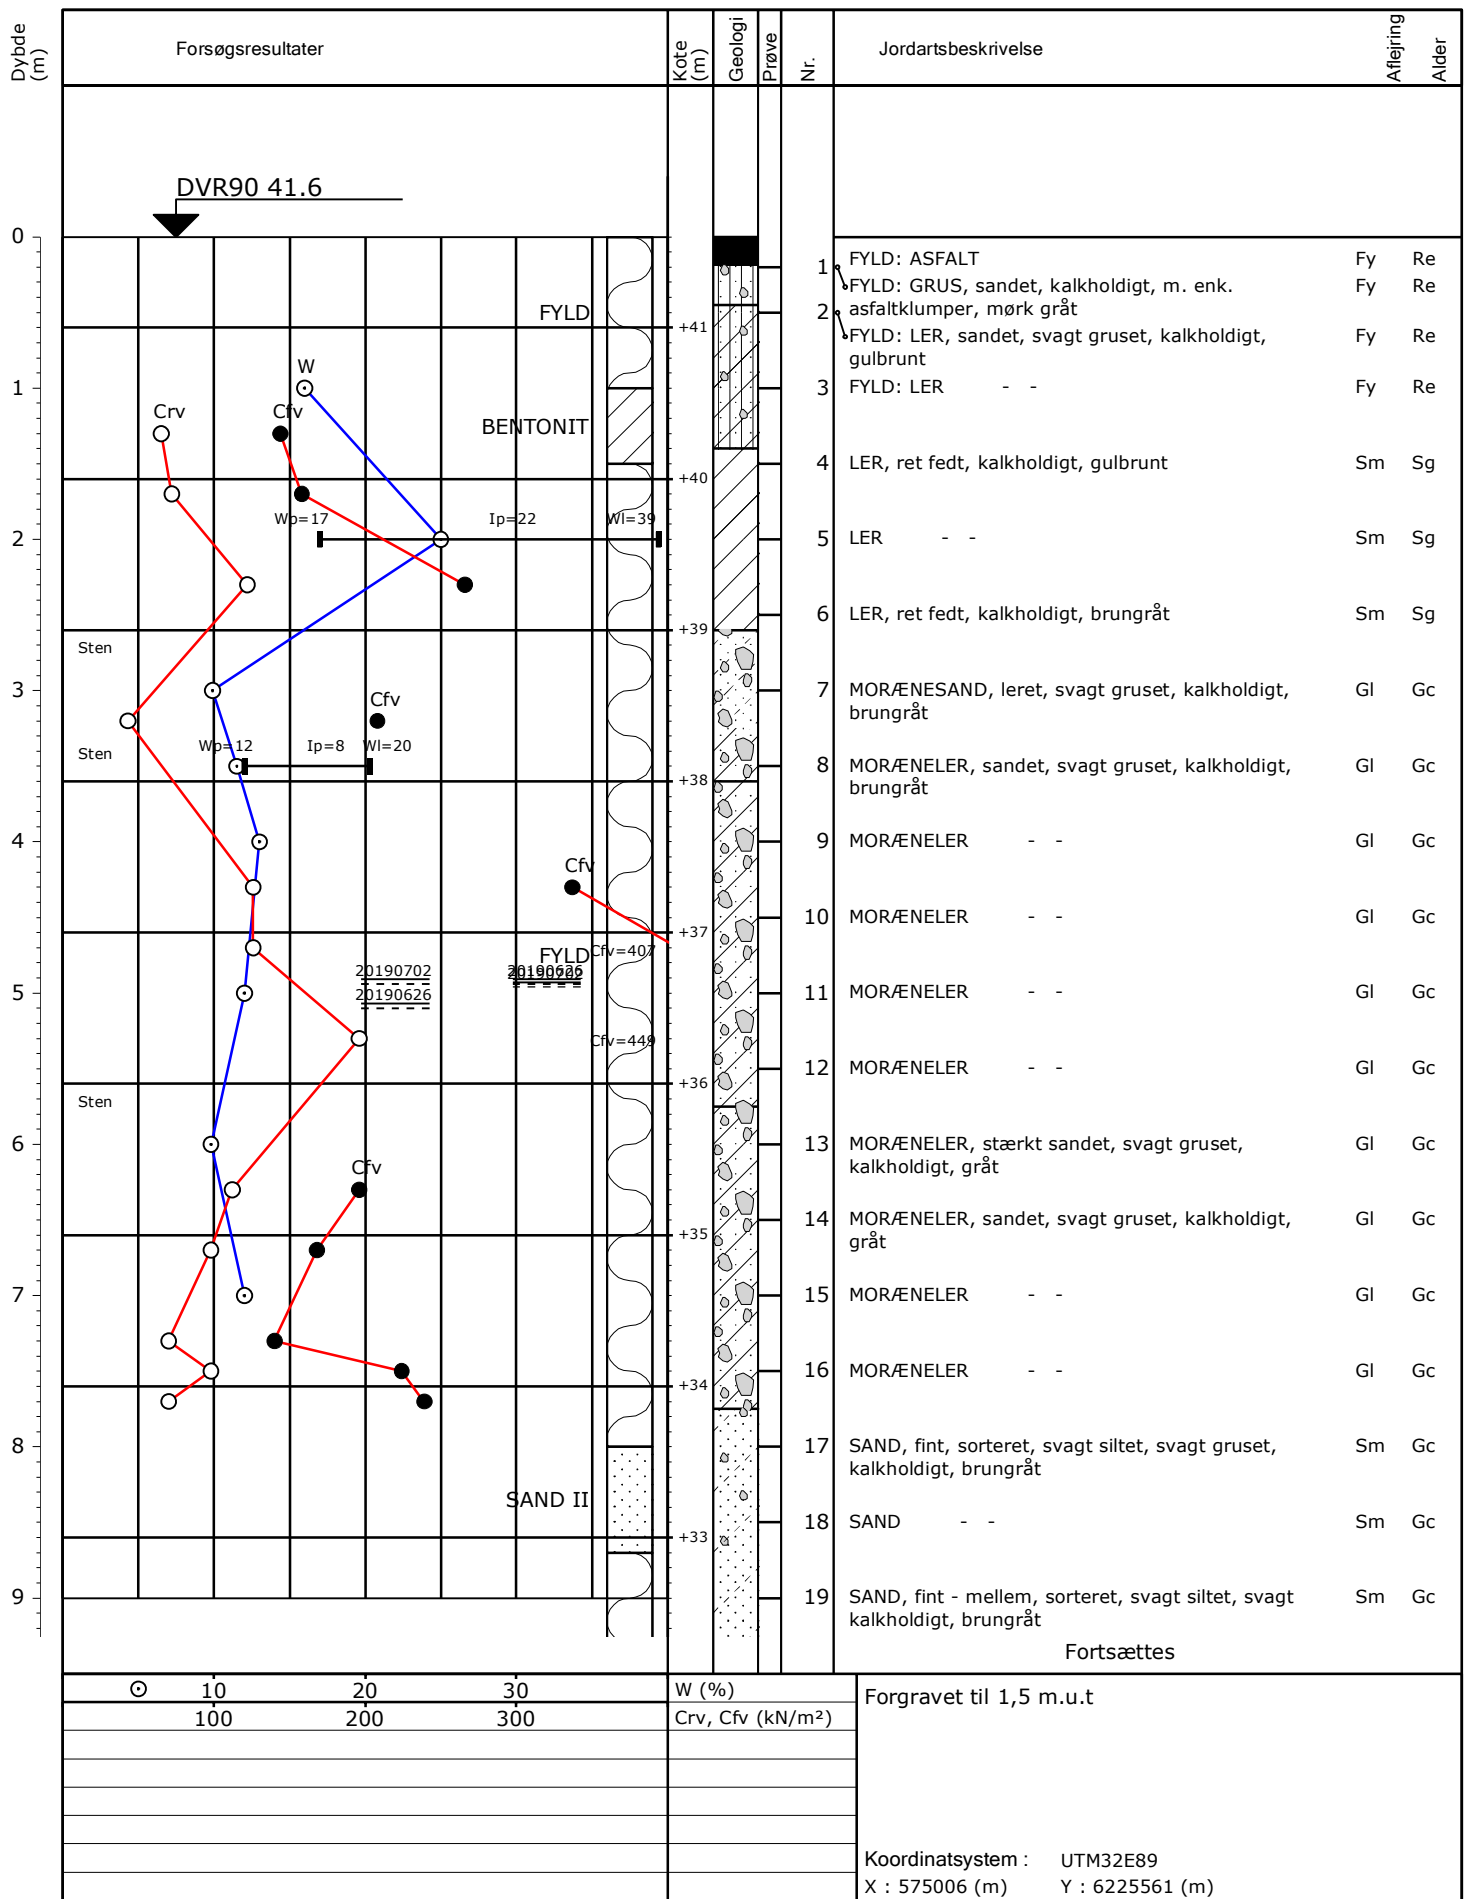 Dybde
(m)
Forsøgsresultater
Kote
(m)
Geologi
Prøve
Nr.
Jordartsbeskrivelse
Aflejring
Alder
DVR90 41.6
0
1 FYLD: ASFALT Fy Re
FYLD: GRUS, sandet, kalkholdigt, m. enk. Fy Re
FYLD
2 asfaltklumper, mørk gråt
+41
FYLD: LER, sandet, svagt gruset, kalkholdigt, Fy Re
gulbrunt
W
1
3 FYLD: LER - - Fy Re
Crv Cfv
BENTONIT
4 LER, ret fedt, kalkholdigt, gulbrunt Sm Sg
+40
Wp=17 Ip=22 Wl=39
2
5 LER - - Sm Sg
6 LER, ret fedt, kalkholdigt, brungråt Sm Sg
+39
Sten
3
Cfv
7 MORÆNESAND, leret, svagt gruset, kalkholdigt, Gl Gc
brungråt
Sten
Wp=12 Ip=8 Wl=20
8 MORÆNELER, sandet, svagt gruset, kalkholdigt, Gl Gc
brungråt
+38
4
9 MORÆNELER - - Gl Gc
Cfv
10 MORÆNELER - - Gl Gc
+37
FYLD
Cfv=407
20190702
20190626
20190702
20190626
5
11 MORÆNELER - - Gl Gc
Cfv=449
12 MORÆNELER - - Gl Gc
+36
Sten
6
13 MORÆNELER, stærkt sandet, svagt gruset, Gl Gc
kalkholdigt, gråt
Cfv
14 MORÆNELER, sandet, svagt gruset, kalkholdigt, Gl Gc
gråt
+35
7
15 MORÆNELER - - Gl Gc
16 MORÆNELER - - Gl Gc
+34
8
17 SAND, fint, sorteret, svagt siltet, svagt gruset, Sm Gc
kalkholdigt, brungråt
SAND II
18 SAND - - Sm Gc
+33
9
19 SAND, fint - mellem, sorteret, svagt siltet, svagt Sm Gc
kalkholdigt, brungråt
Fortsættes
10 20 30 W (%)
100 200 300 Crv, Cfv (kN/m²)
Forgravet til 1,5 m.u.t
Koordinatsystem : UTM32E89
X : 575006 (m) Y : 6225561 (m)